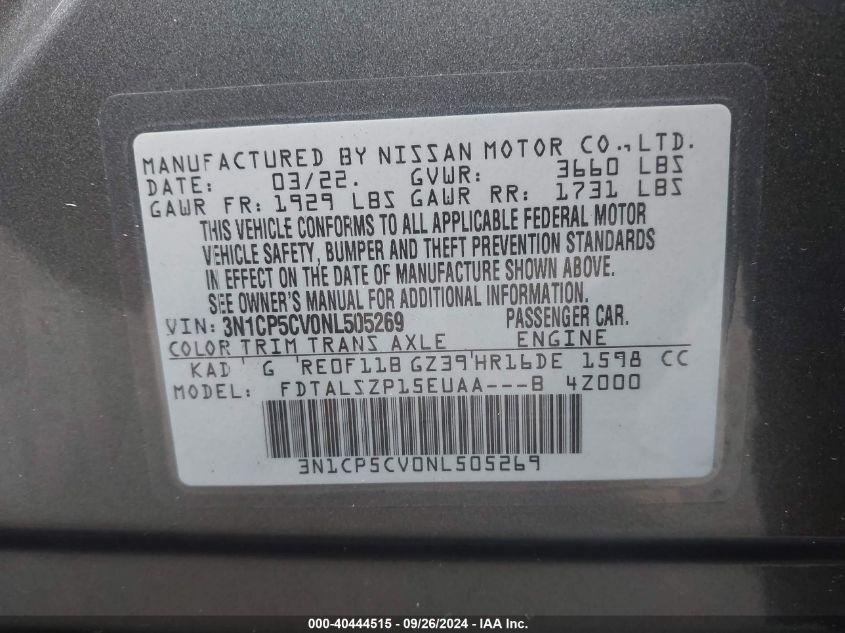 MANUFACTURED BY NISSAN MOTOR CO., LTD.
DATE: 03/22. GVWR: 3660 LBS
GAWR FR: 1929 LBS GAWR RR: 1731 LBS
THIS VEHICLE CONFORMS TO ALL APPLICABLE FEDERAL MOTOR
VEHICLE SAFETY, BUMPER AND THEFT PREVENTION STANDARDS
IN EFFECT ON THE DATE OF MANUFACTURE SHOWN ABOVE.
SEE OWNER'S MANUAL FOR ADDITIONAL INFORMATION.
VIN: 3N1CP5CV0NL505269 PASSENGER CAR.
COLOR TRIM TRANS AXLE ENGINE
KAD G RE0F11B GZ39 HR16DE 1598 CC
MODEL: FDTALSZP15EUAA---B 4Z000
3N1CP5CV0NL505269
000-40444515 - 09/26/2024 - IAA Inc.